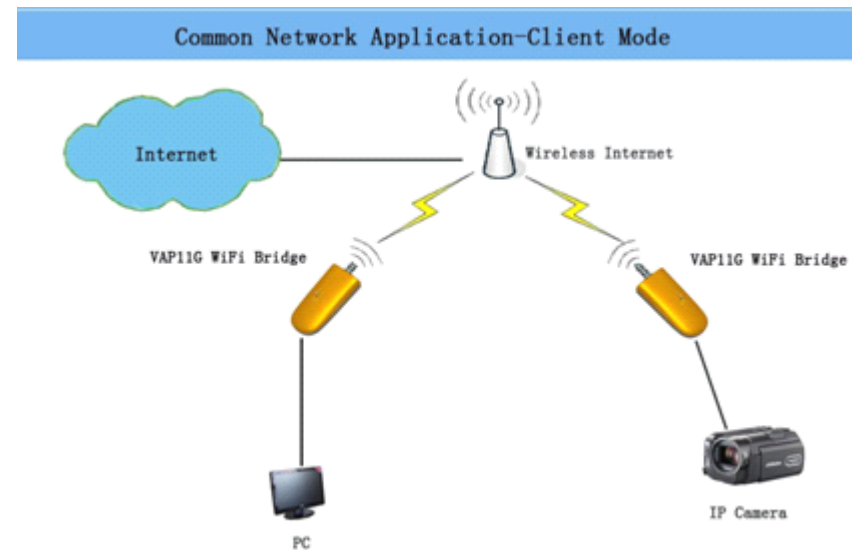 Common Network Application-Client Mode
Internet
Wireless Internet
VAP11G WiFi Bridge
VAP11G WiFi Bridge
IP Camera
PC